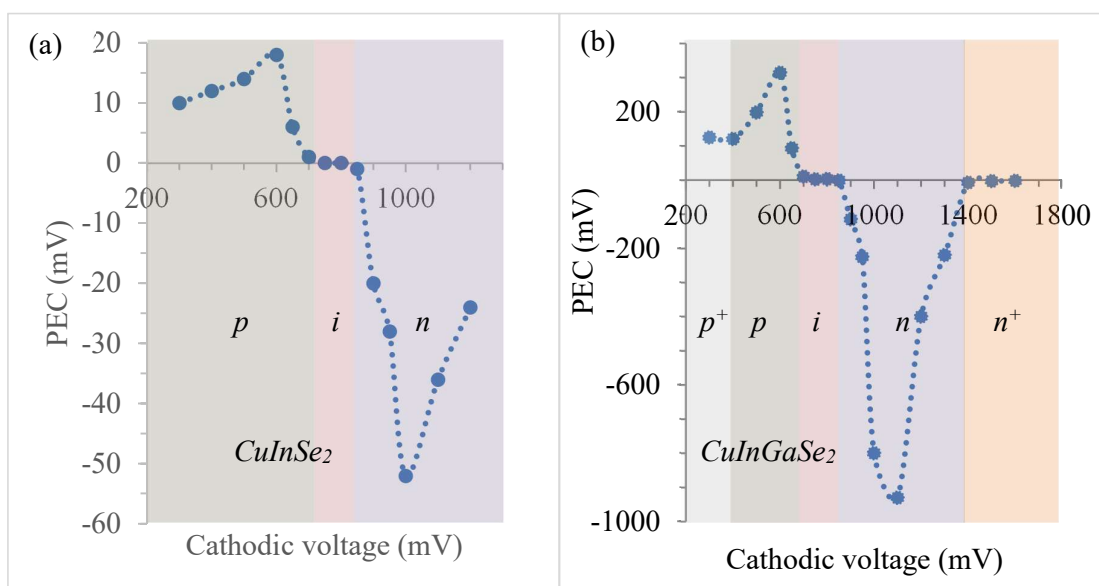 (a)
20
10
0
-10
-20
-30
-40
-50
-60
200
600
1000
PEC (mV)
p
i
n
CuInSe₂
Cathodic voltage (mV)
(b)
200
-200
-600
-1000
200
600
1000
1400
1800
PEC (mV)
p⁺
p
i
n
n⁺
CuInGaSe₂
Cathodic voltage (mV)